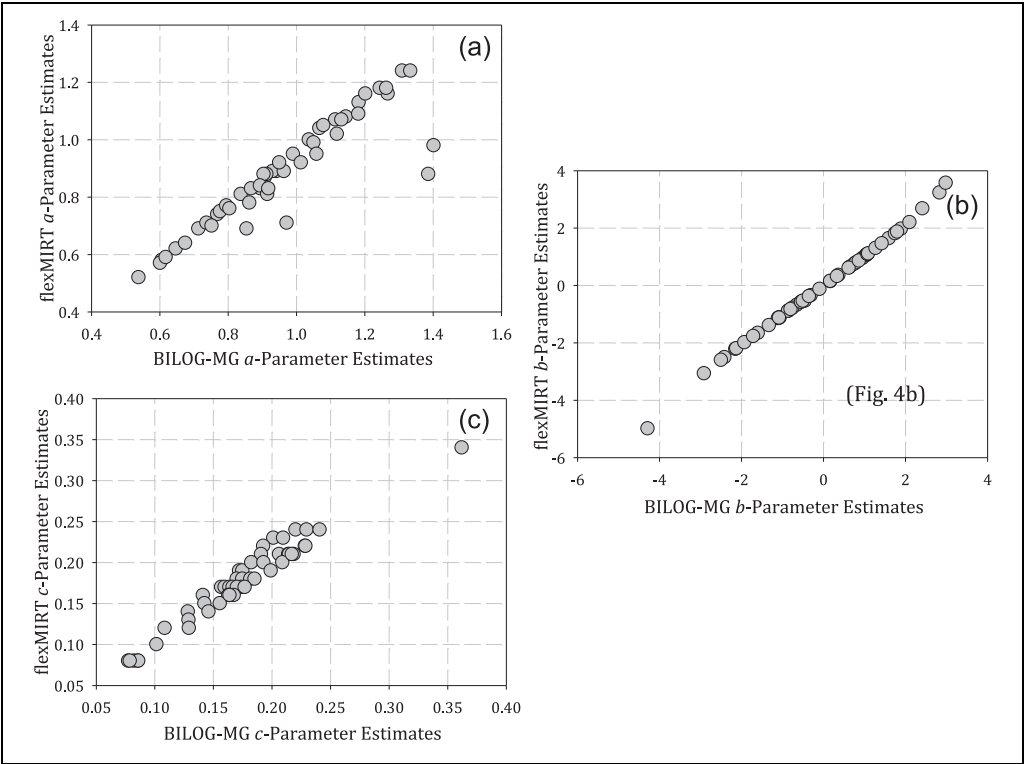 (a)
flexMIRT a-Parameter Estimates
1.4
1.2
1.0
0.8
0.6
0.4
0.4 0.6 0.8 1.0 1.2 1.4 1.6
BILOG-MG a-Parameter Estimates
(b)
flexMIRT b-Parameter Estimates
4
2
0
-2
-4
-6
(Fig. 4b)
-6 -4 -2 0 2 4
BILOG-MG b-Parameter Estimates
(c)
flexMIRT c-Parameter Estimates
0.40
0.35
0.30
0.25
0.20
0.15
0.10
0.05
0.05 0.10 0.15 0.20 0.25 0.30 0.35 0.40
BILOG-MG c-Parameter Estimates